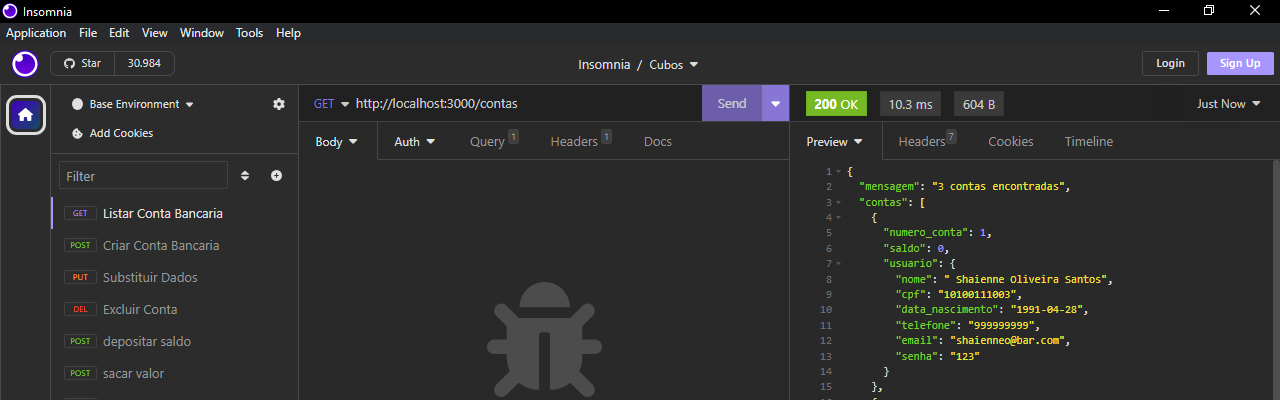 Insomnia
Application File Edit View Window Tools Help
Star 30.984
Insomnia / Cubos
Login Sign Up
Base Environment
Add Cookies
Filter
GET Listar Conta Bancaria
POST Criar Conta Bancaria
PUT Substituir Dados
DEL Excluir Conta
POST depositar saldo
POST sacar valor
GET http://localhost:3000/contas Send
Body Auth Query 1 Headers 1 Docs
200 OK 10.3 ms 604 B Just Now
Preview Headers 7 Cookies Timeline
1 {
2 "mensagem": "3 contas encontradas",
3 "contas": [
4 {
5 "numero_conta": 1,
6 "saldo": 0,
7 "usuario": {
8 "nome": " Shaienne Oliveira Santos",
9 "cpf": "10100111003",
10 "data_nascimento": "1991-04-28",
11 "telefone": "999999999",
12 "email": "shaienneo@bar.com",
13 "senha": "123"
14 }
15 },